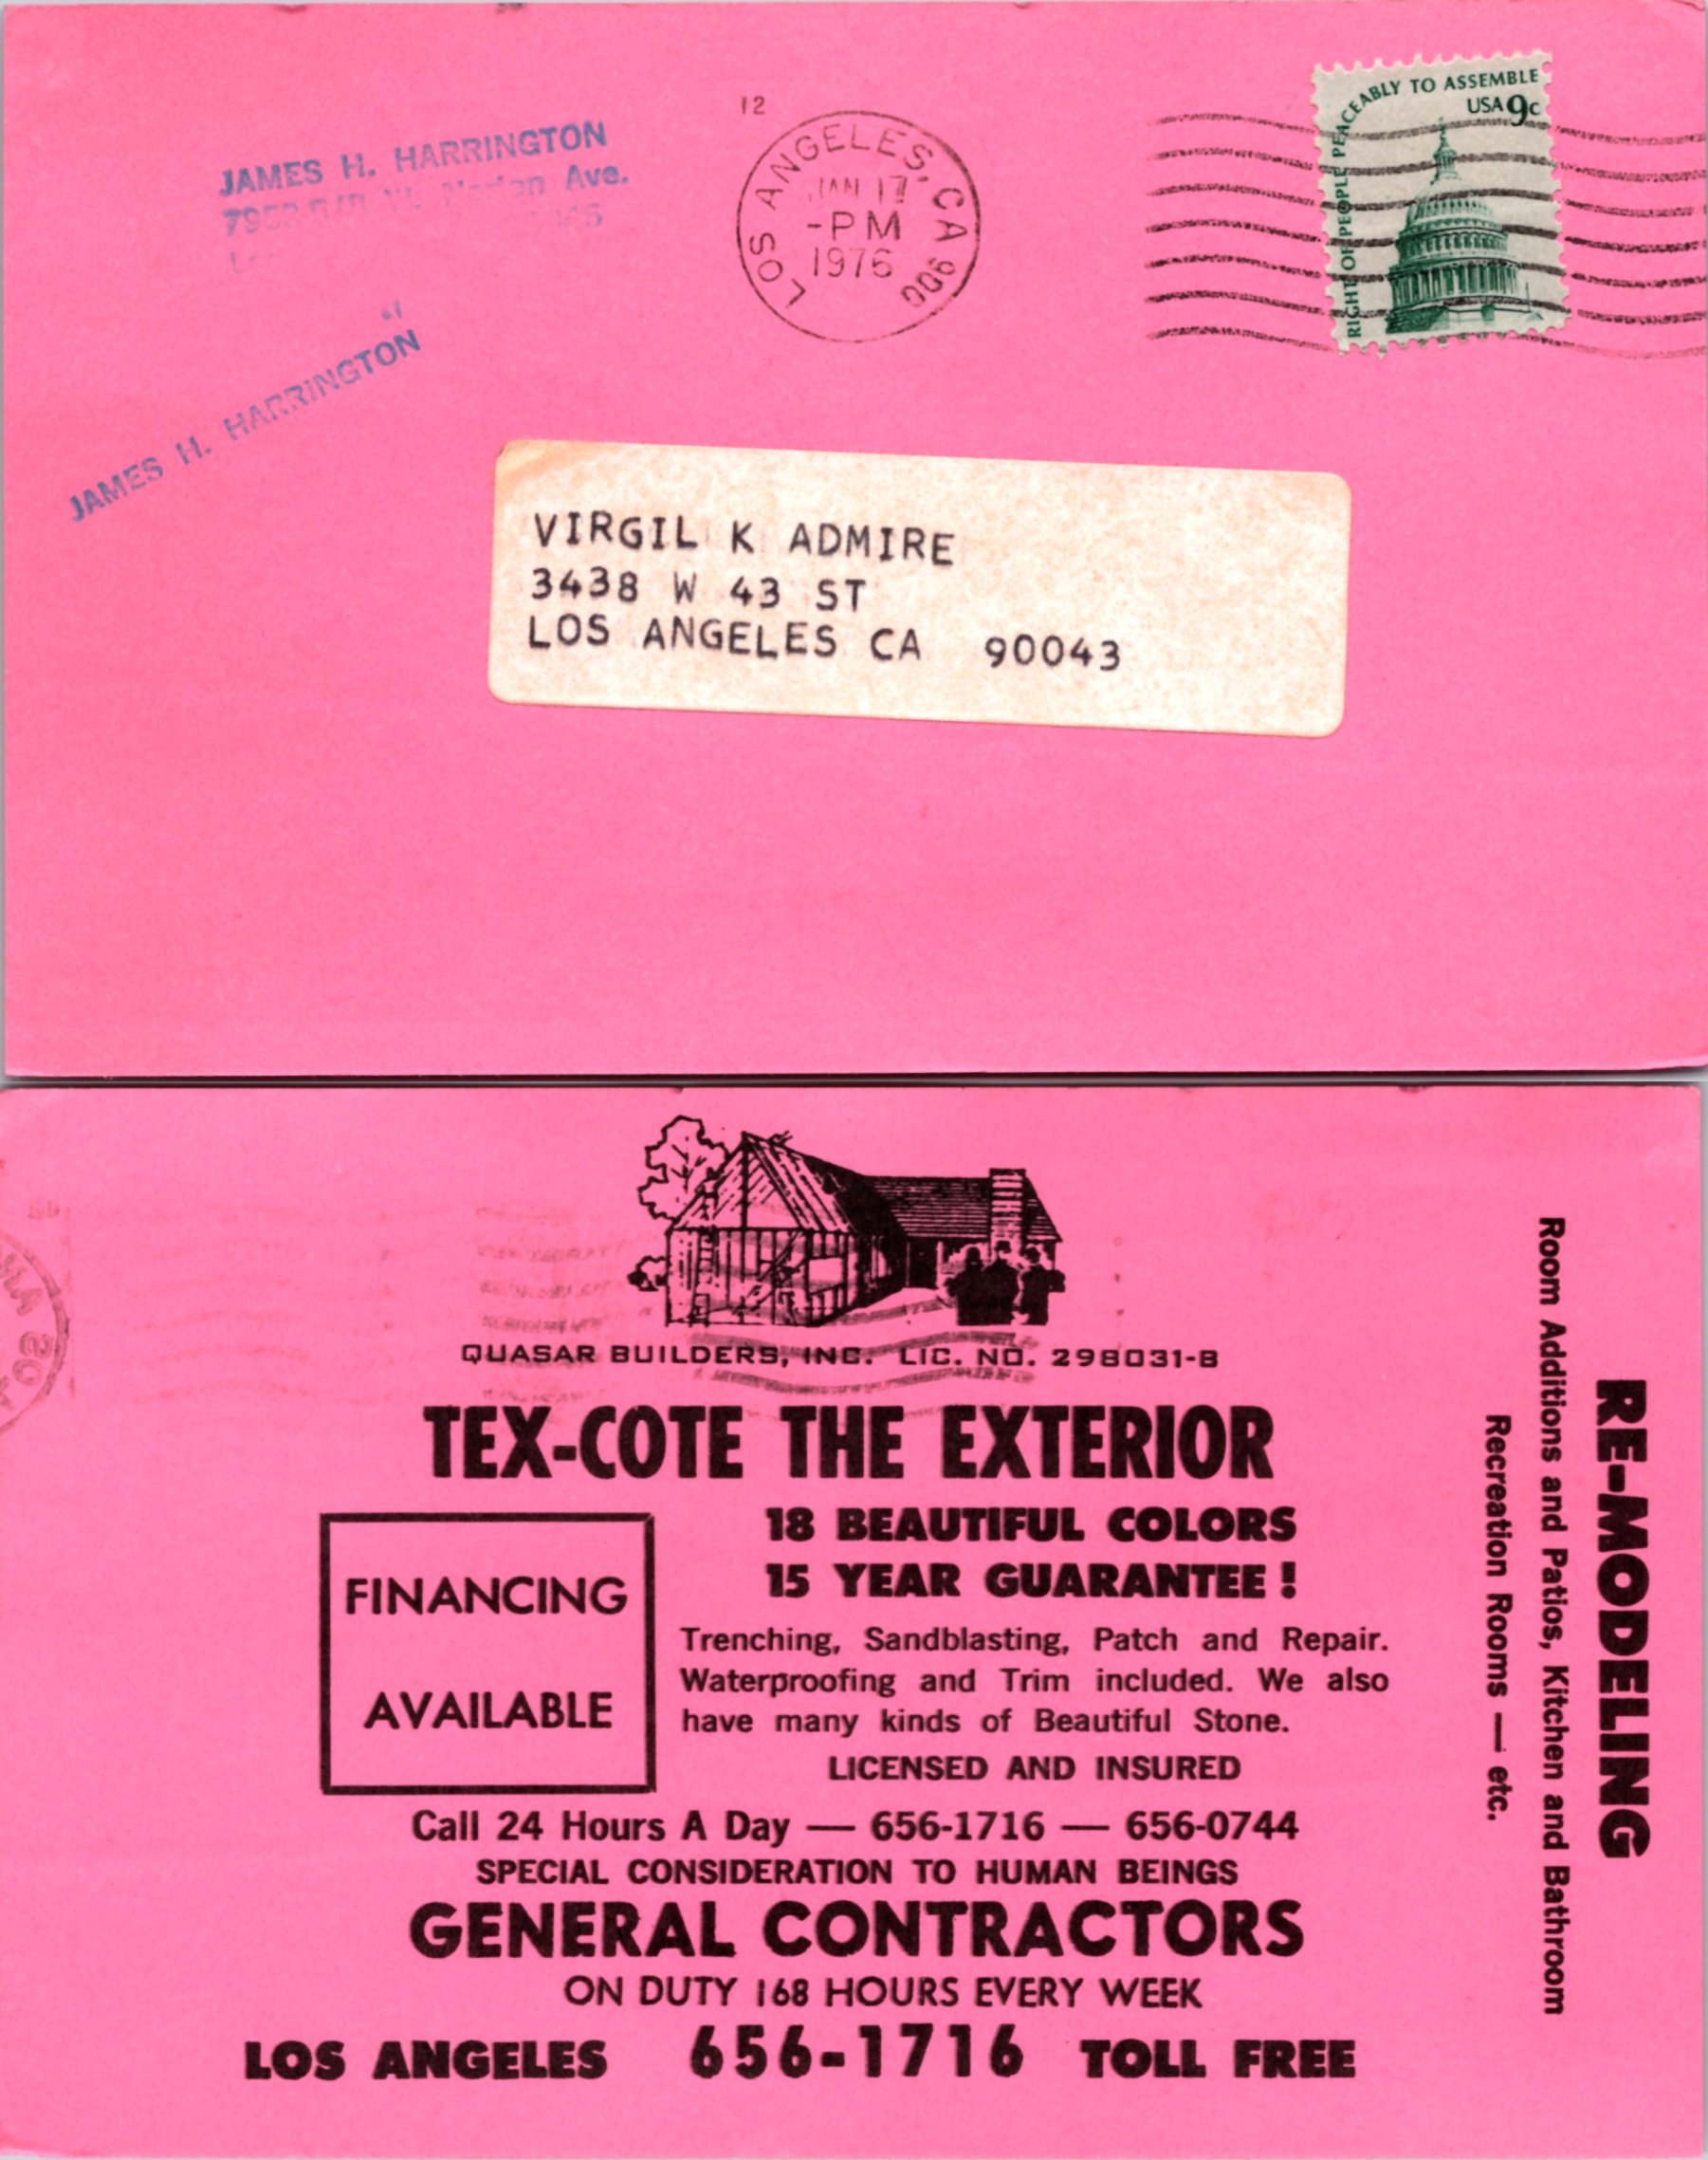 JAMES H. HARRINGTON
Ave.
JAMES H. HARRINGTON
12
LOS ANGELES, CA 900
JAN 17
-PM
1976
RIGHT OF PEOPLE PEACEABLY TO ASSEMBLE
USA 9c
VIRGIL K ADMIRE
3438 W 43 ST
LOS ANGELES CA 90043
QUASAR BUILDERS, INC. LIC. NO. 298031-B
TEX-COTE THE EXTERIOR
18 BEAUTIFUL COLORS
15 YEAR GUARANTEE!
FINANCING
AVAILABLE
Trenching, Sandblasting, Patch and Repair.
Waterproofing and Trim included. We also
have many kinds of Beautiful Stone.
LICENSED AND INSURED
Call 24 Hours A Day — 656-1716 — 656-0744
SPECIAL CONSIDERATION TO HUMAN BEINGS
GENERAL CONTRACTORS
ON DUTY 168 HOURS EVERY WEEK
LOS ANGELES 656-1716 TOLL FREE
RE-MODELING
Room Additions and Patios, Kitchen and Bathroom
Recreation Rooms — etc.